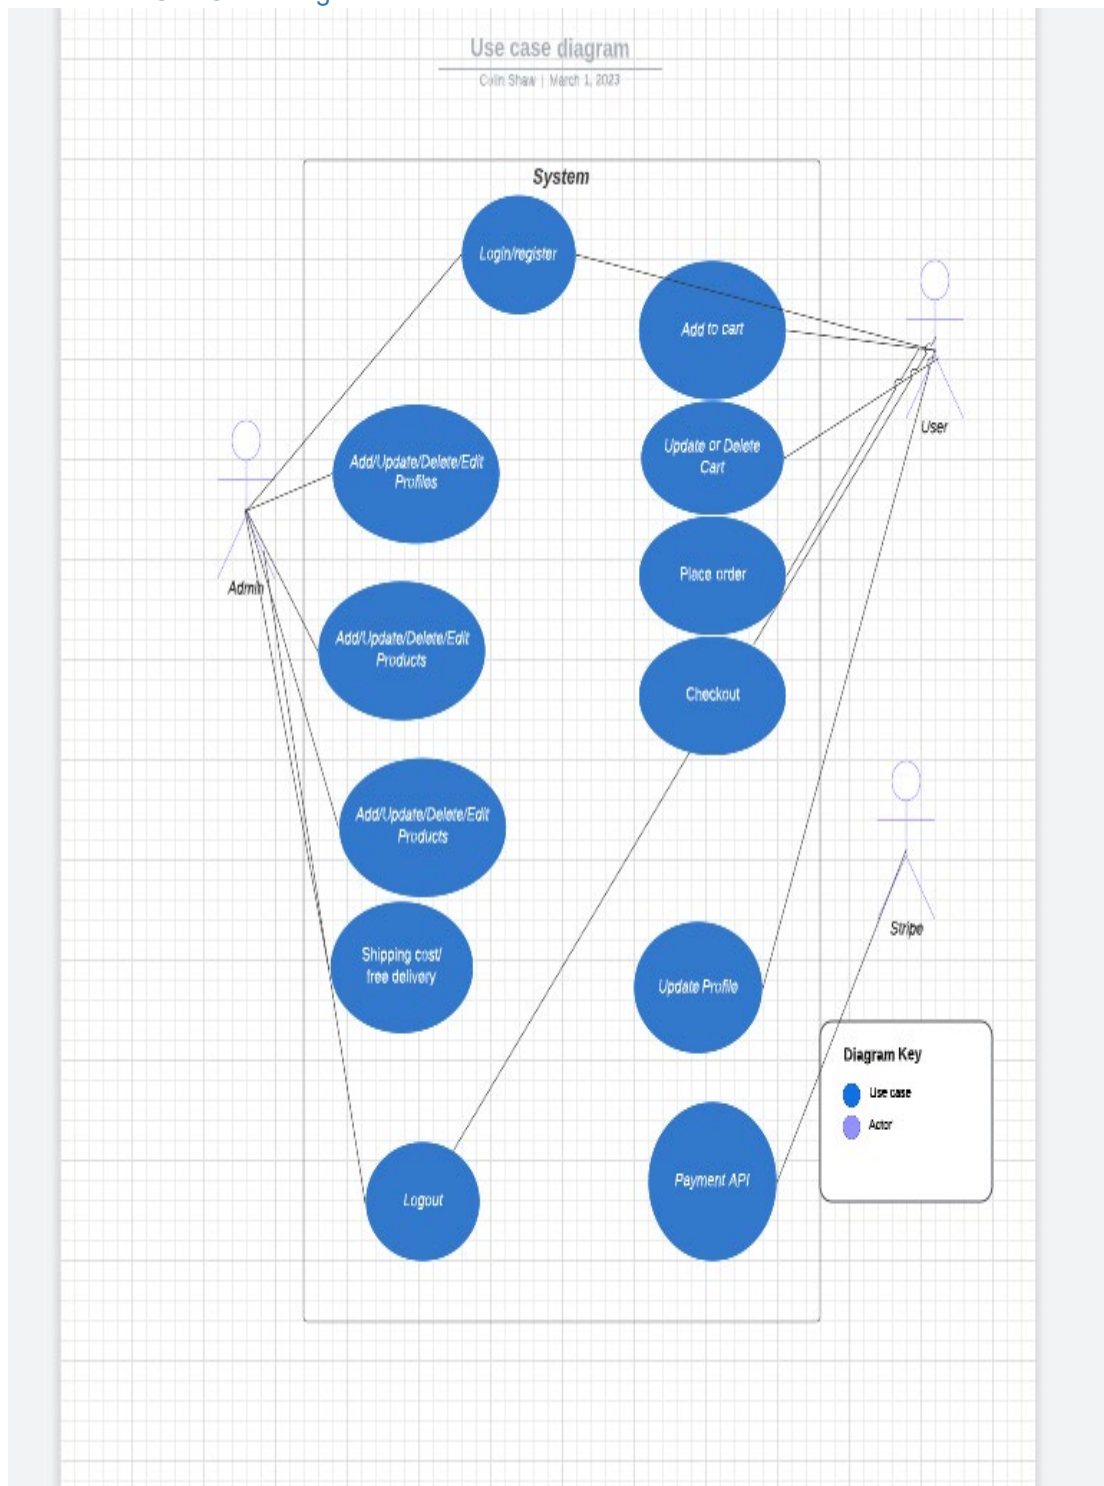 Use case diagram
Colin Shaw | March 1, 2023
System
Login/register
Add to cart
User
Update or Delete
Cart
Add/Update/Delete/Edit
Profiles
Admin
Place order
Add/Update/Delete/Edit
Products
Checkout
Add/Update/Delete/Edit
Products
Stripe
Shipping cost/
free delivery
Update Profile
Diagram Key
Use case
Actor
Payment API
Logout